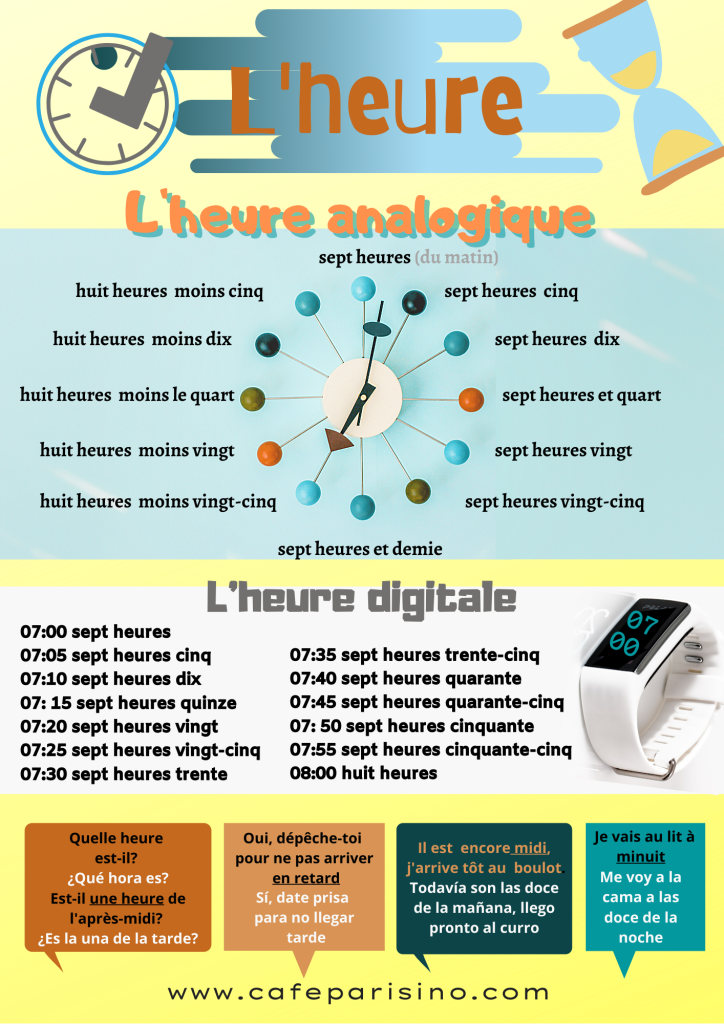 L'heure
L'heure analogique
sept heures (du matin)
huit heures moins cinq
sept heures cinq
huit heures moins dix
sept heures dix
huit heures moins le quart
sept heures et quart
huit heures moins vingt
sept heures vingt
huit heures moins vingt-cinq
sept heures vingt-cinq
sept heures et demie
L'heure digitale
07:00 sept heures
07:05 sept heures cinq
07:10 sept heures dix
07: 15 sept heures quinze
07:20 sept heures vingt
07:25 sept heures vingt-cinq
07:30 sept heures trente
07:35 sept heures trente-cinq
07:40 sept heures quarante
07:45 sept heures quarante-cinq
07: 50 sept heures cinquante
07:55 sept heures cinquante-cinq
08:00 huit heures
07
00
Quelle heure
est-il?
¿Qué hora es?
Est-il une heure de
l'après-midi?
¿Es la una de la tarde?
Oui, dépêche-toi
pour ne pas arriver
en retard
Sí, date prisa
para no llegar
tarde
Il est encore midi,
j'arrive tôt au boulot.
Todavía son las doce
de la mañana, llego
pronto al curro
Je vais au lit à
minuit
Me voy a la
cama a las
doce de la
noche
www.cafeparisino.com